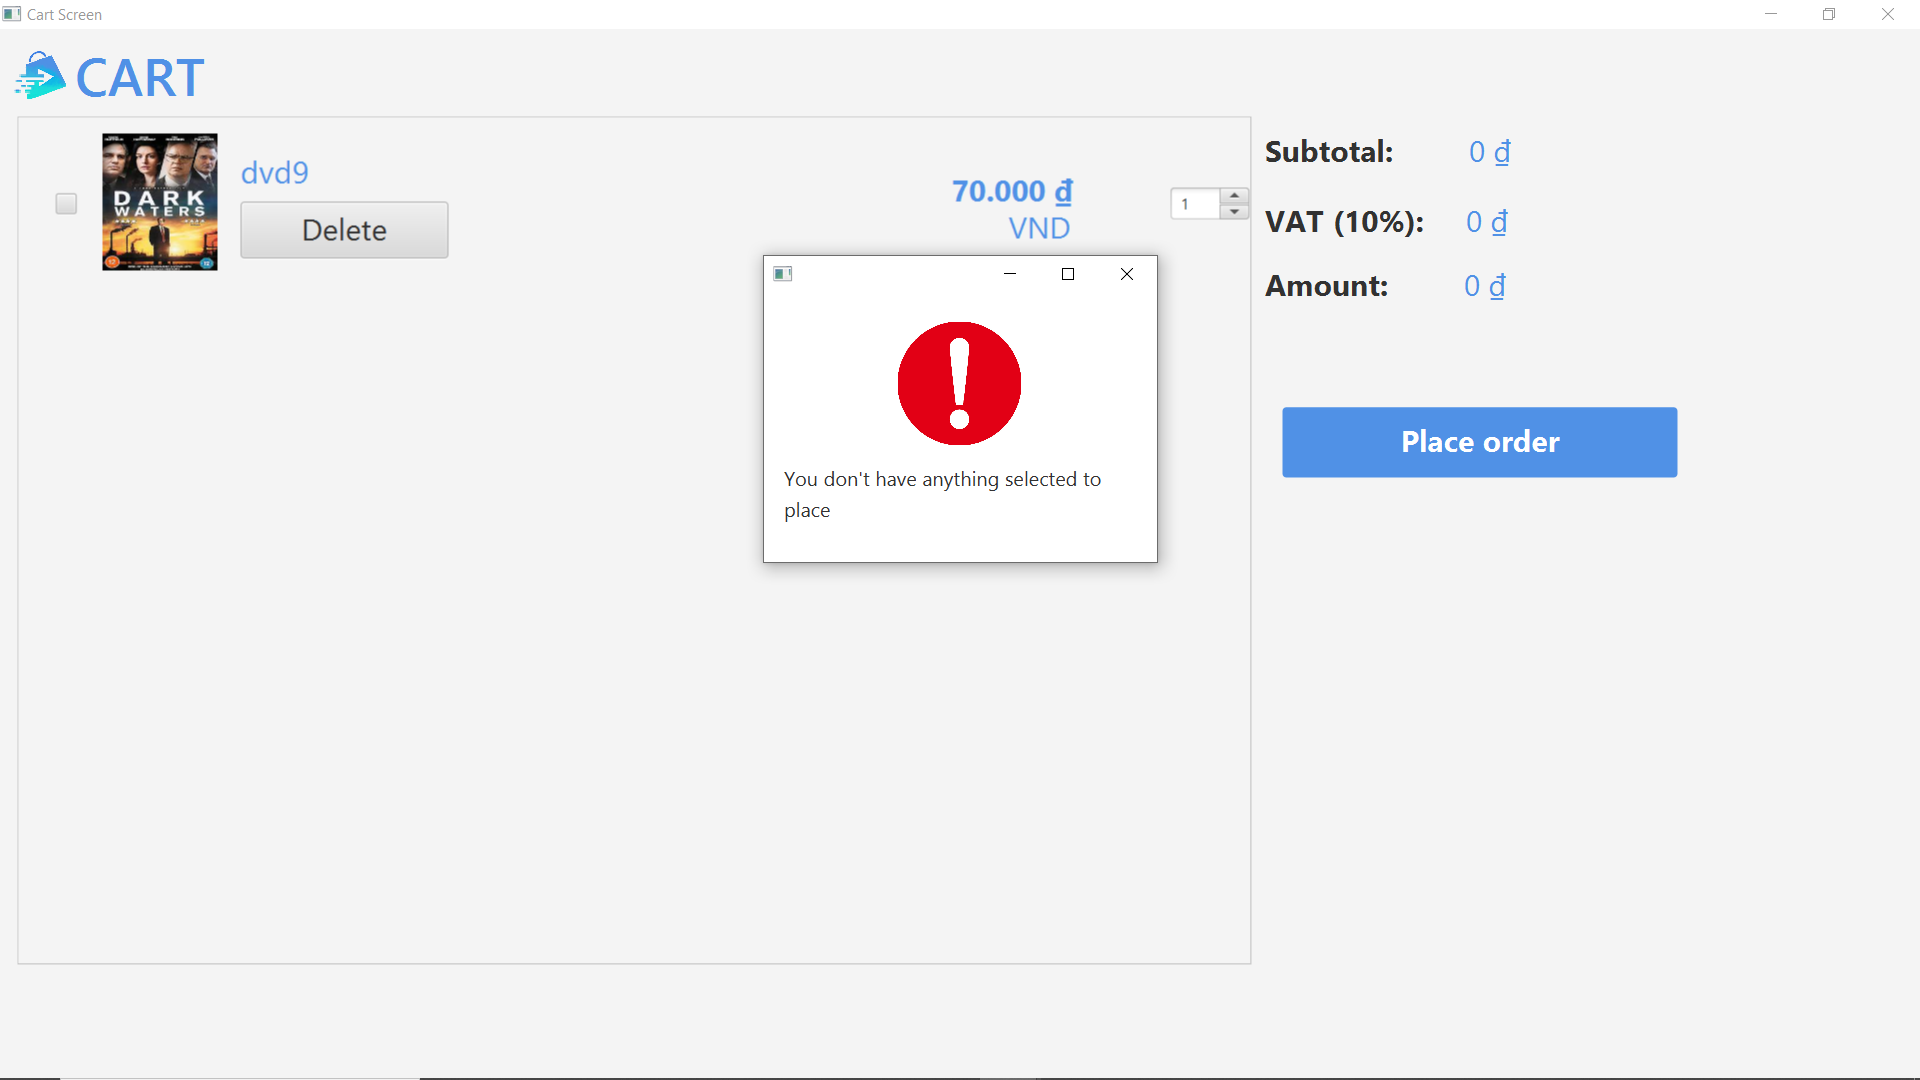 Cart Screen
CART
DARK
WATERS
dvd9
Delete
70.000 ₫
VND
1
Subtotal: 0 ₫
VAT (10%): 0 ₫
Amount: 0 ₫
Place order
You don't have anything selected to
place